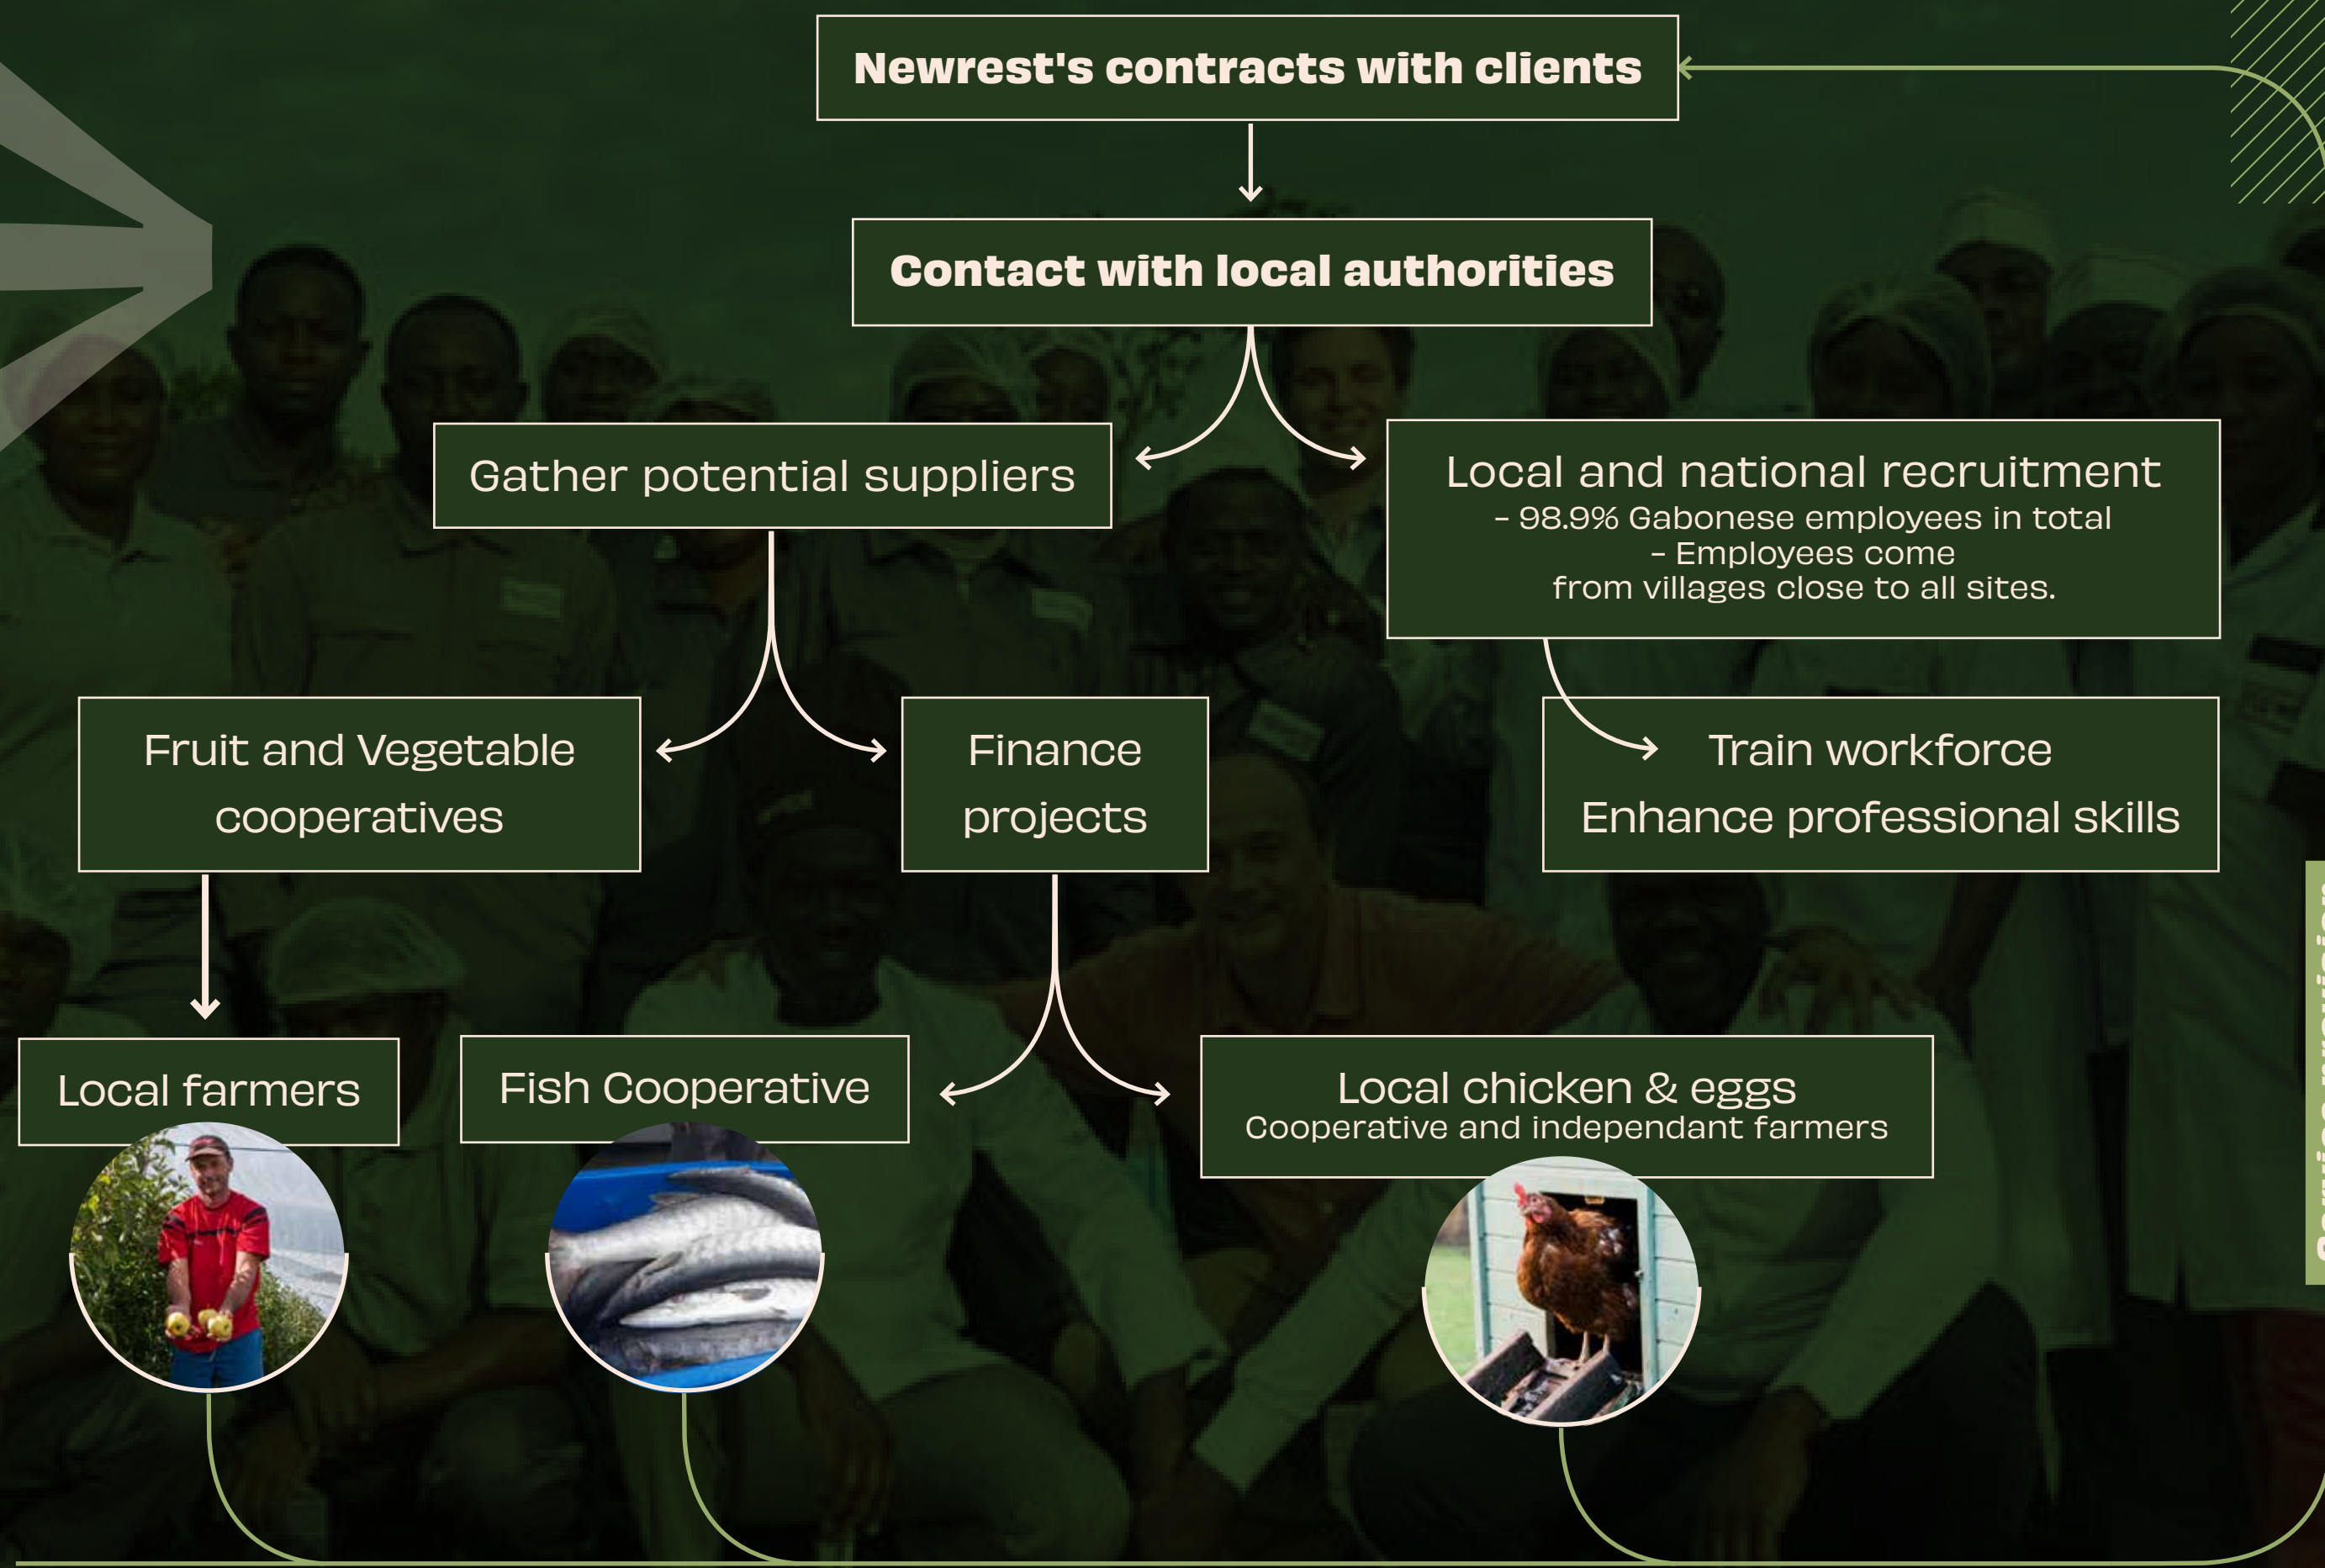 Newrest's contracts with clients
Contact with local authorities
Gather potential suppliers
Local and national recruitment
- 98.9% Gabonese employees in total
- Employees come
from villages close to all sites.
Fruit and Vegetable
cooperatives
Finance
projects
Train workforce
Enhance professional skills
Local farmers
Fish Cooperative
Local chicken & eggs
Cooperative and independant farmers